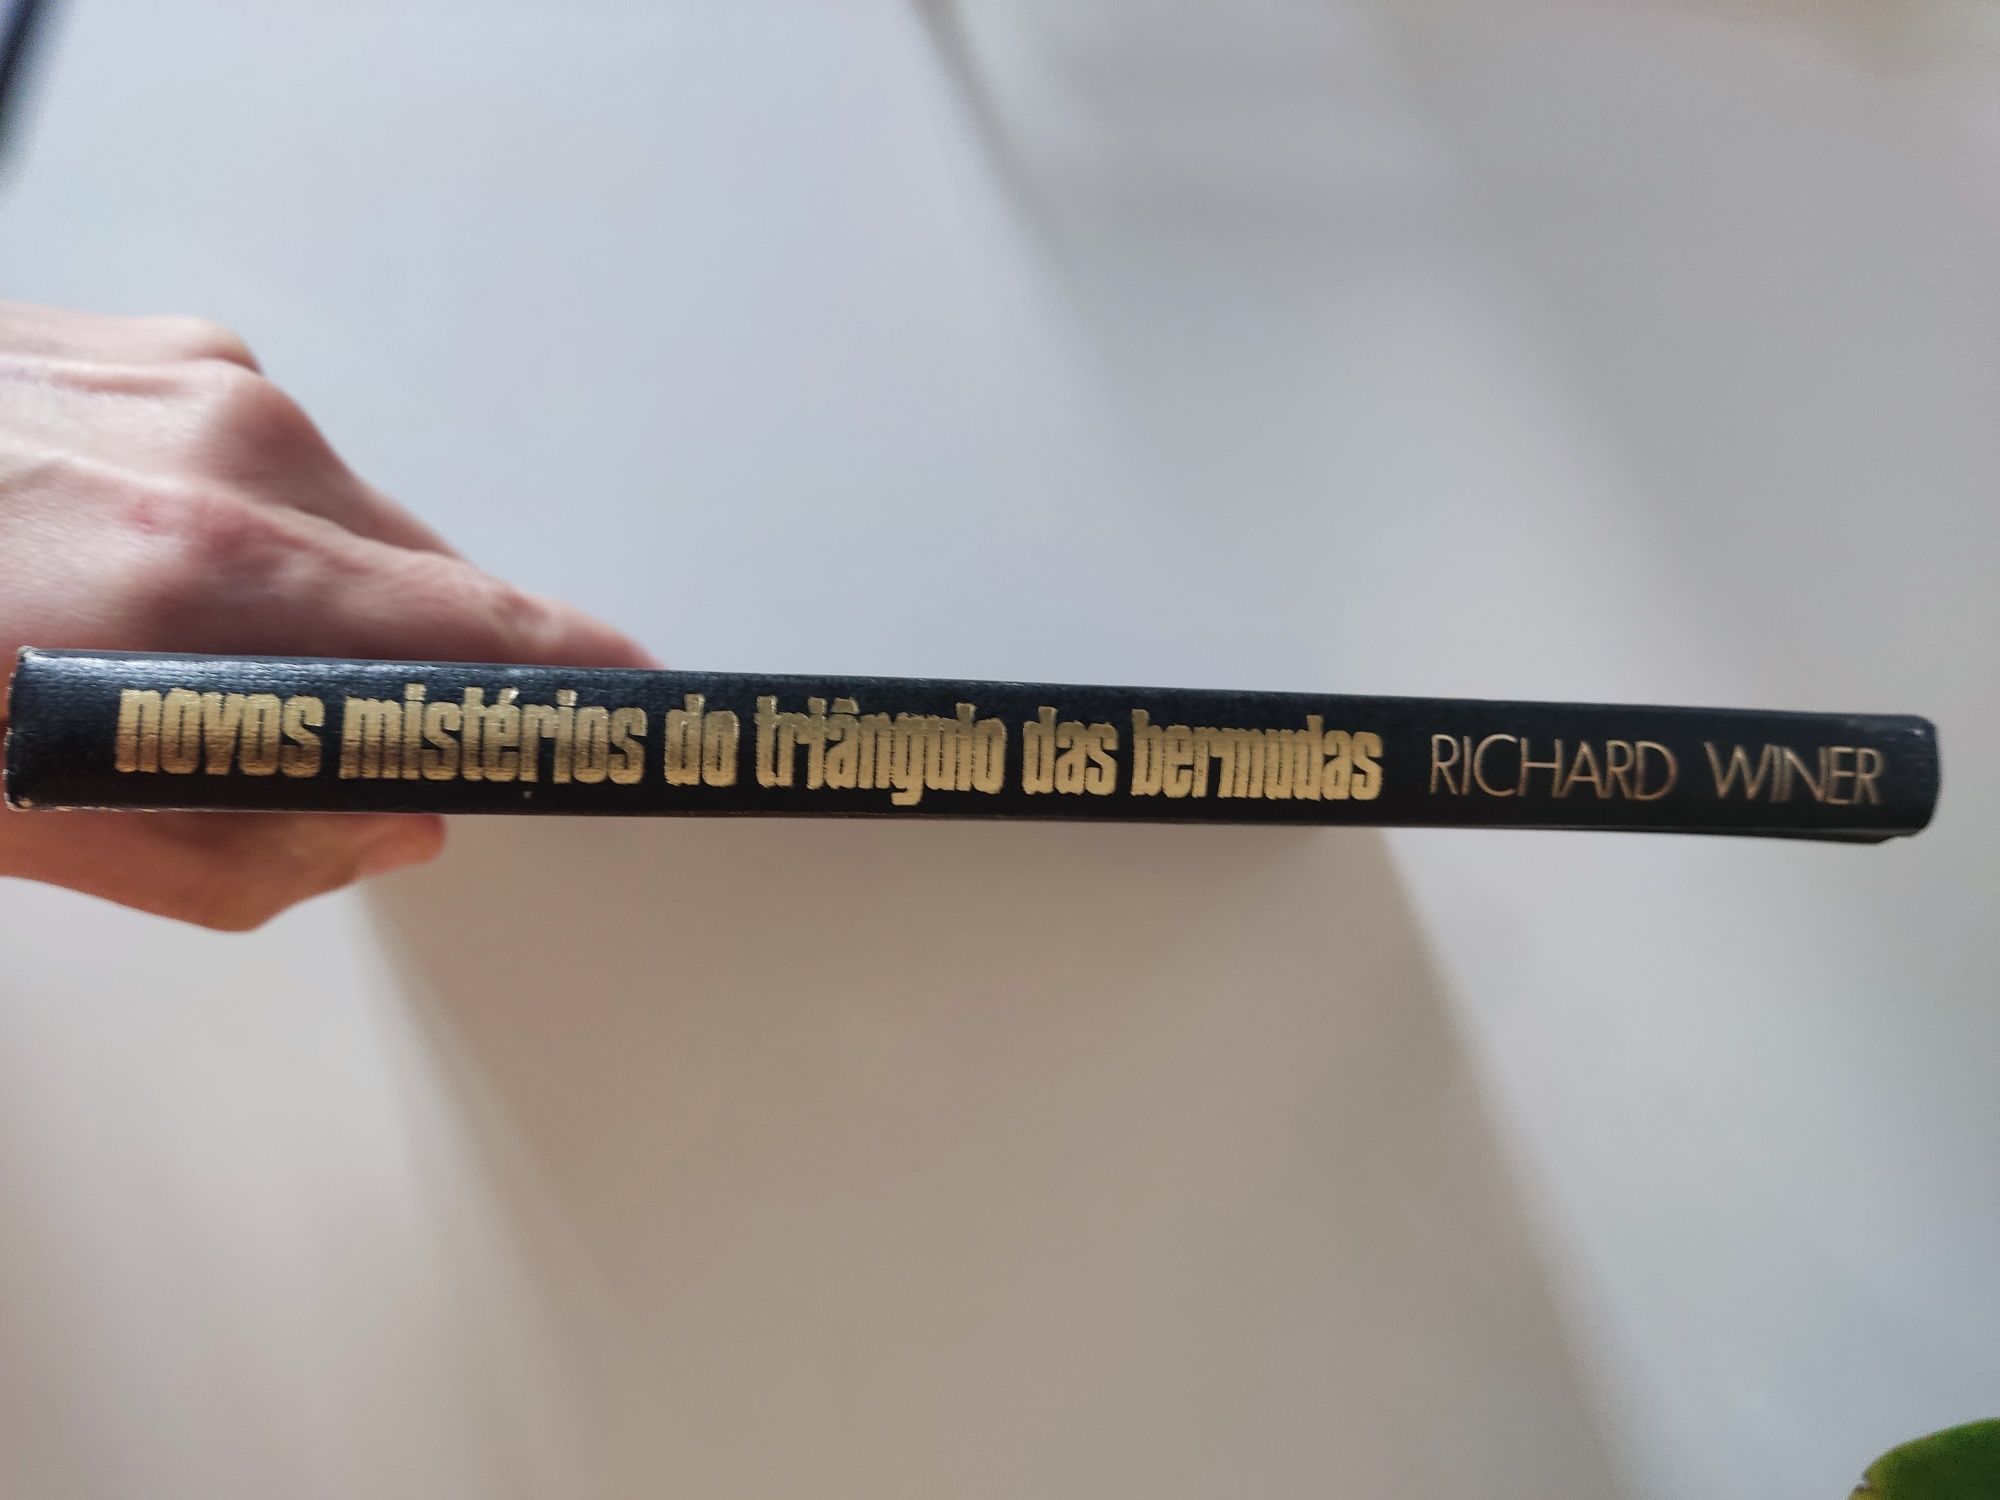 novos mistérios do triângulo das bermudas RICHARD WINER